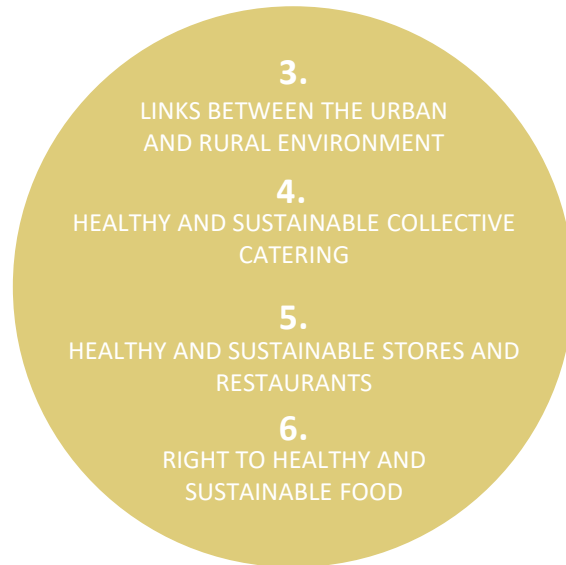 3.
LINKS BETWEEN THE URBAN
AND RURAL ENVIRONMENT
4.
HEALTHY AND SUSTAINABLE COLLECTIVE
CATERING
5.
HEALTHY AND SUSTAINABLE STORES AND
RESTAURANTS
6.
RIGHT TO HEALTHY AND
SUSTAINABLE FOOD